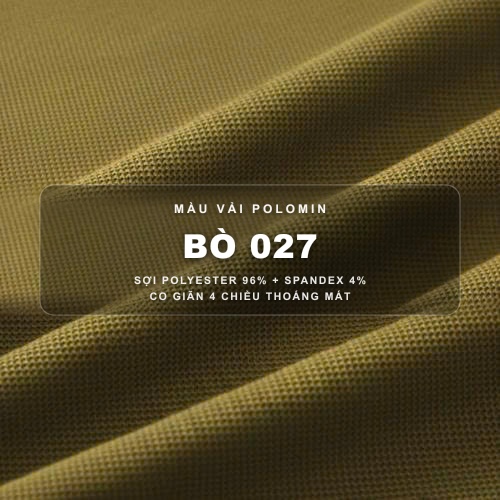 MÀU VẢI POLOMIN
BÒ 027
SỢI POLYESTER 96% + SPANDEX 4%
CO GIÃN 4 CHIỀU THOÁNG MÁT